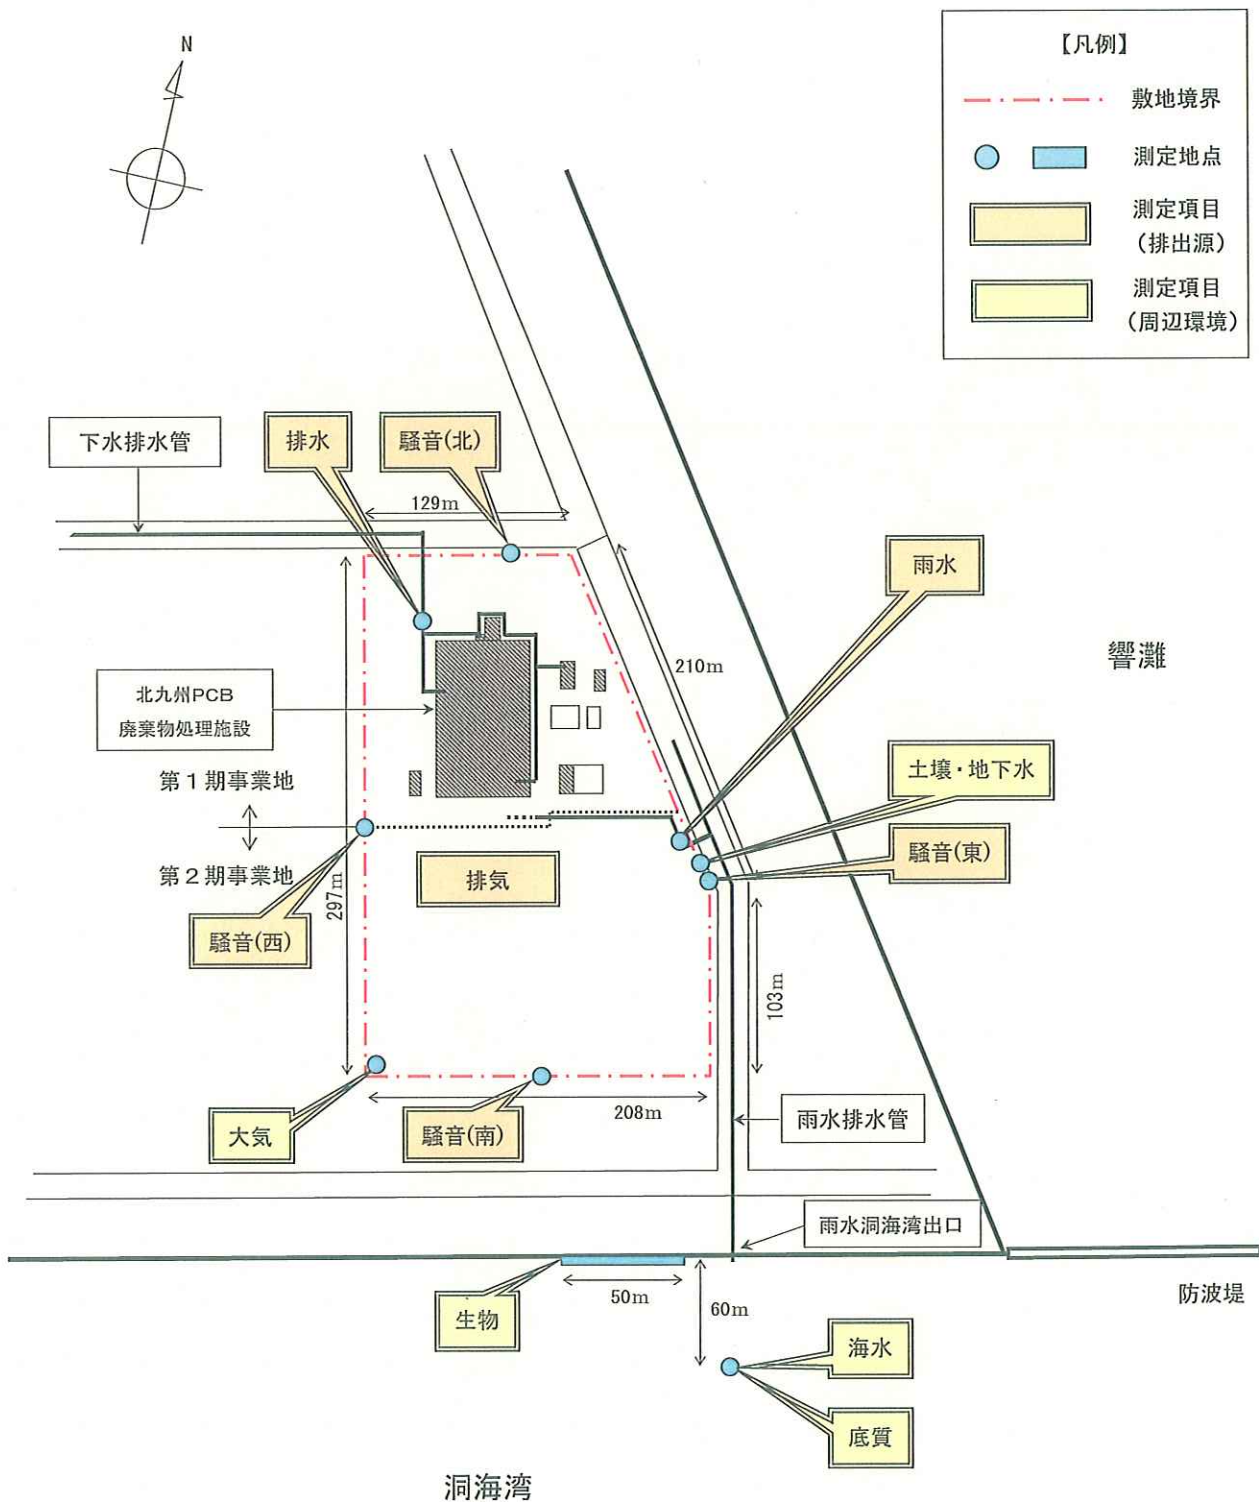 N
【凡例】
敷地境界
測定地点
測定項目
(排出源)
測定項目
(周辺環境)
下水排水管
排水
騒音(北)
129m
雨水
響灘
210m
北九州PCB
廃棄物処理施設
土壌・地下水
第1期事業地
騒音(東)
第2期事業地
排気
297m
騒音(西)
103m
208m
大気
騒音(南)
雨水排水管
雨水洞海湾出口
50m
60m
防波堤
生物
海水
底質
洞海湾